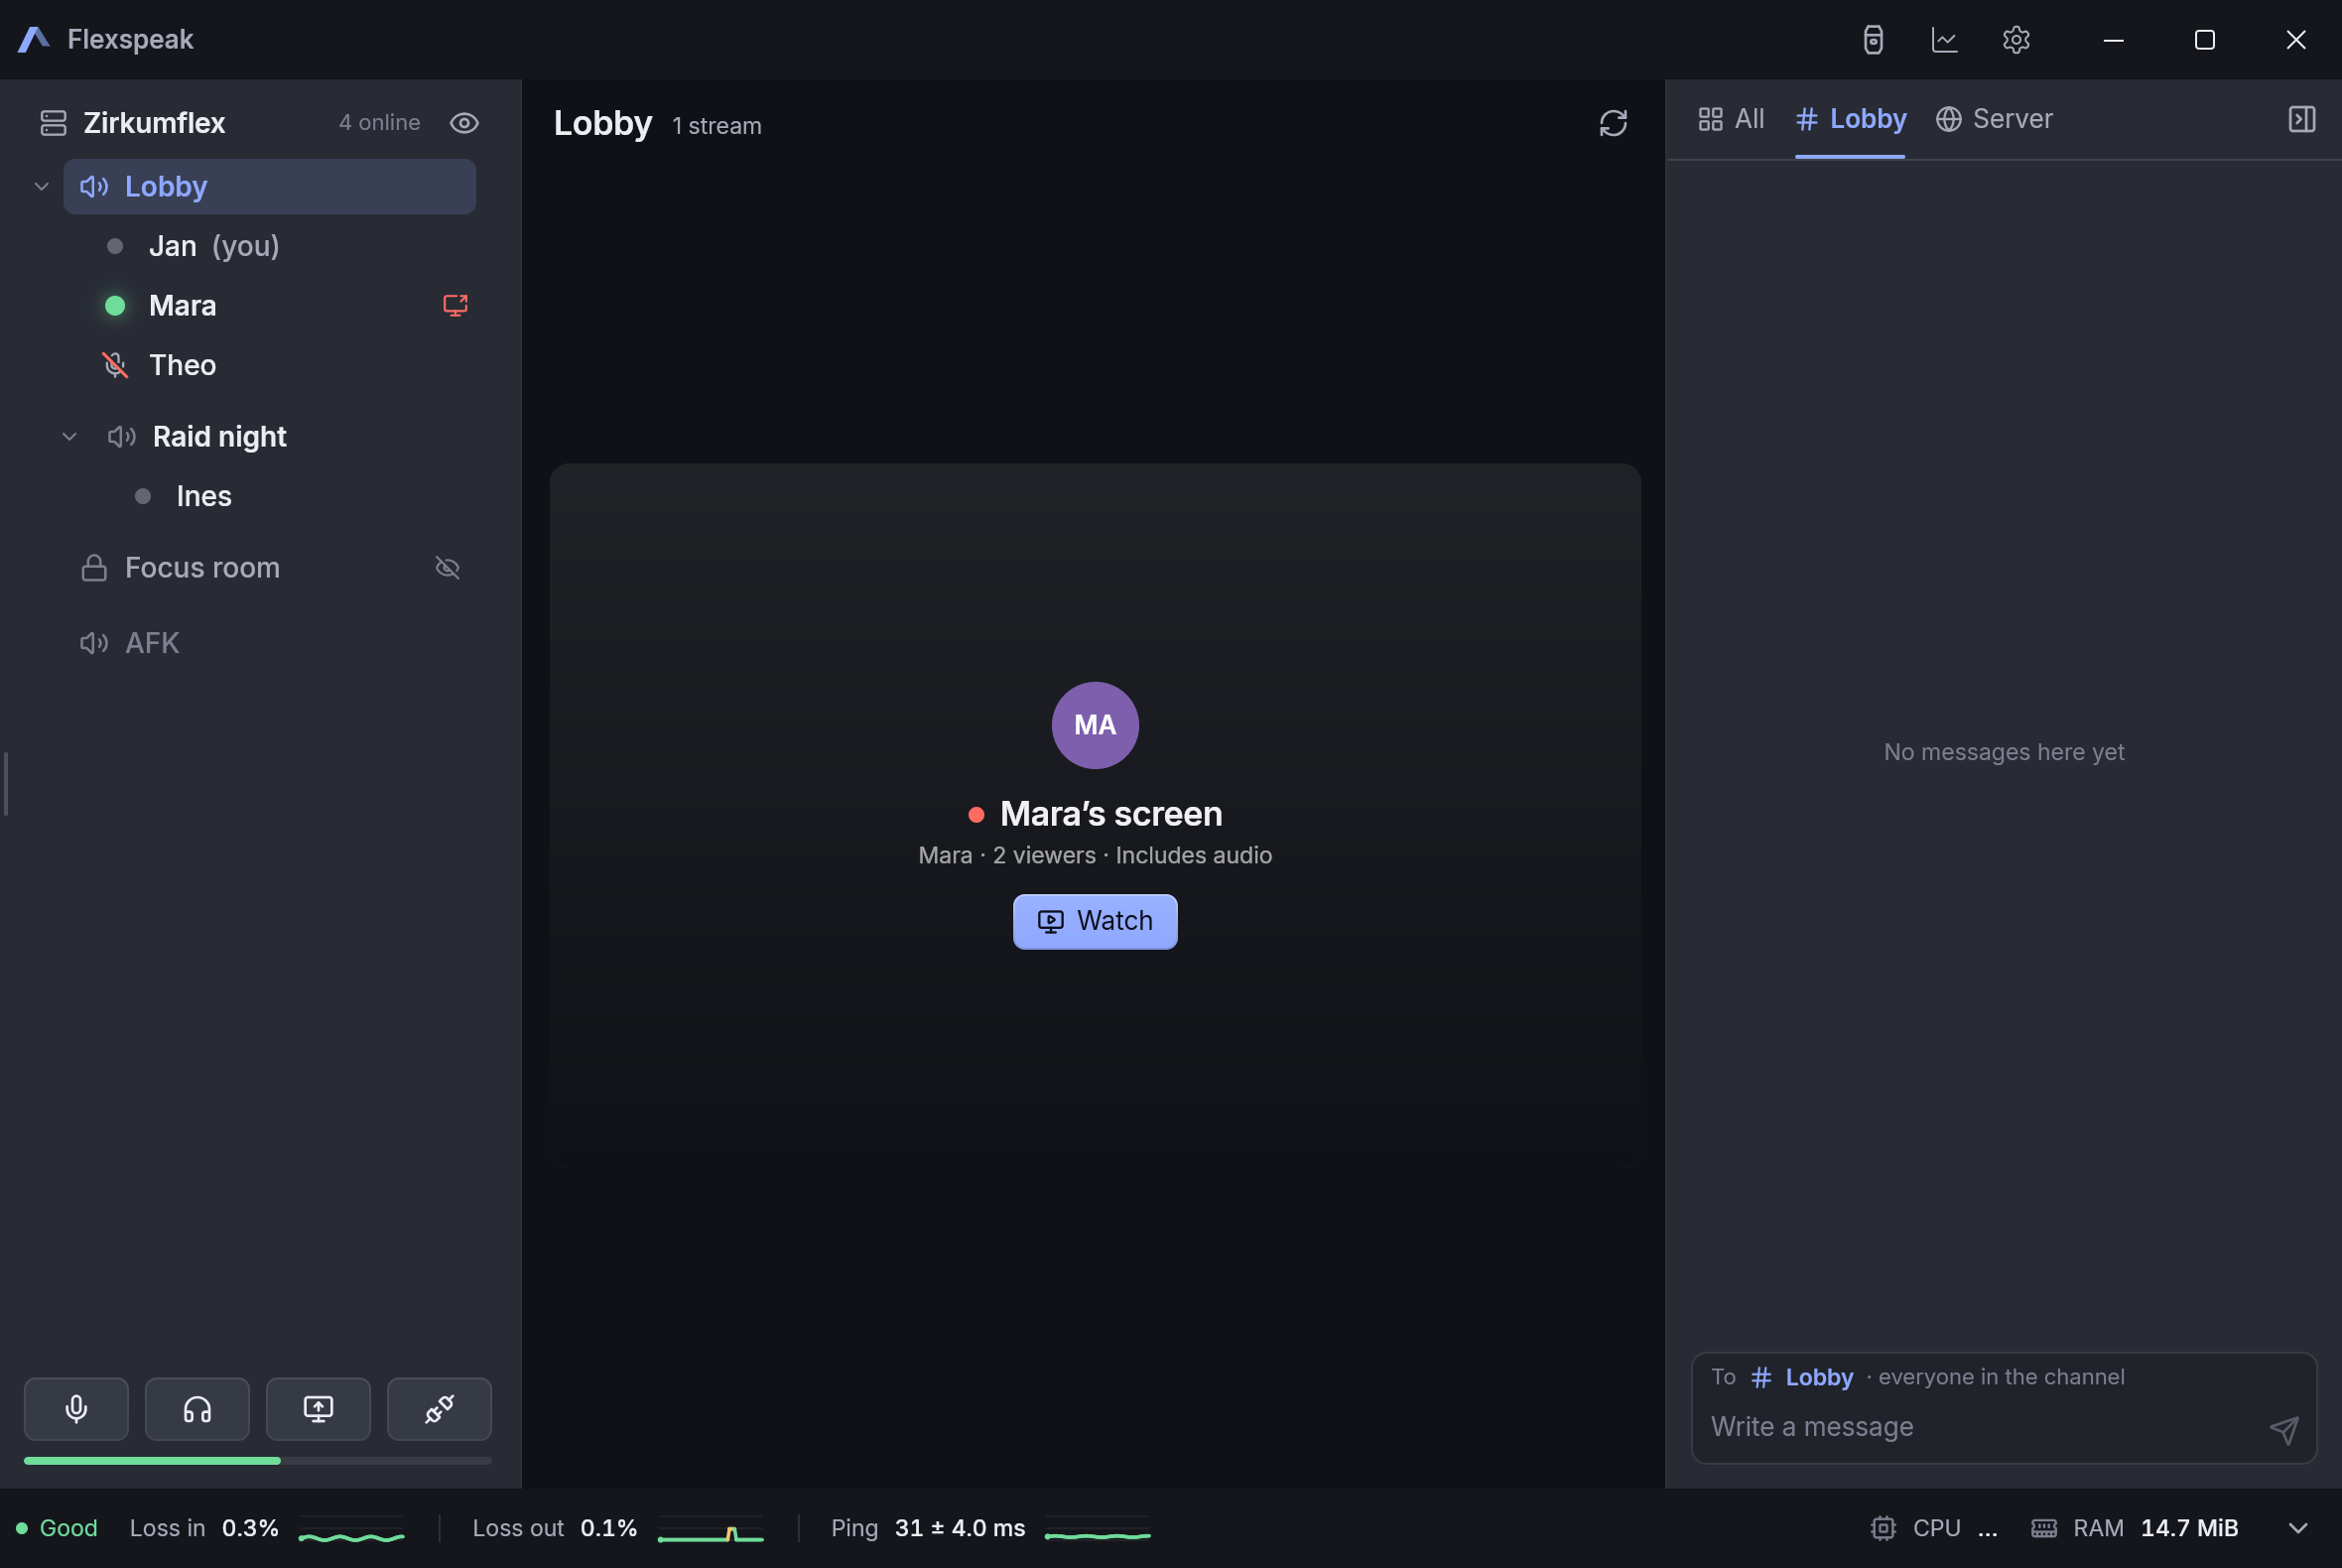 Flexspeak
Zirkumflex 4 online
Lobby
Jan (you)
Mara
Theo
Raid night
Ines
Focus room
AFK
Lobby 1 stream
MA
Mara’s screen
Mara · 2 viewers · Includes audio
Watch
All # Lobby Server
No messages here yet
To # Lobby · everyone in the channel
Write a message
Good Loss in 0.3% Loss out 0.1% Ping 31 ± 4.0 ms CPU ... RAM 14.7 MiB